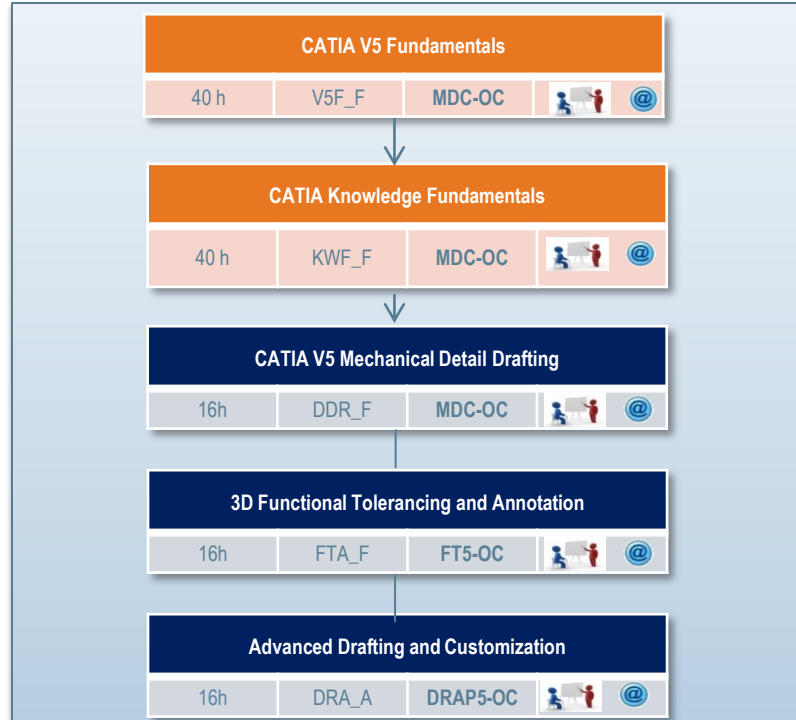 CATIA V5 Fundamentals
40 h V5F_F MDC-OC @
CATIA Knowledge Fundamentals
40 h KWF_F MDC-OC @
CATIA V5 Mechanical Detail Drafting
16h DDR_F MDC-OC @
3D Functional Tolerancing and Annotation
16h FTA_F FT5-OC @
Advanced Drafting and Customization
16h DRA_A DRAP5-OC @